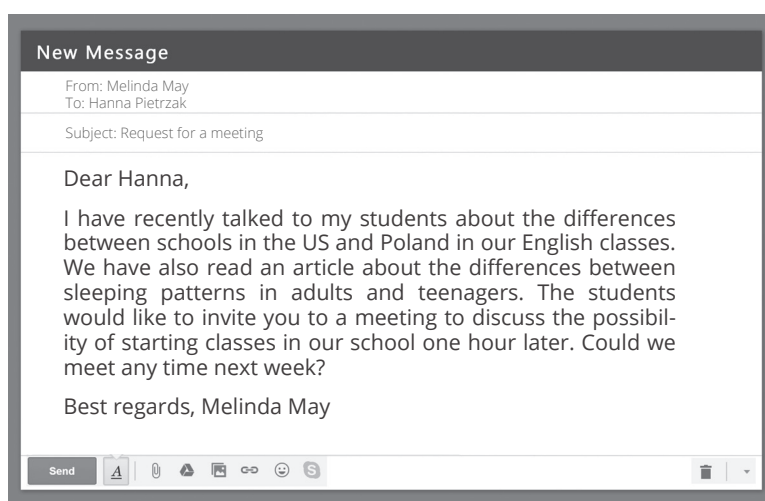 New Message
From: Melinda May
To: Hanna Pietrzak
Subject: Request for a meeting
Dear Hanna,
I have recently talked to my students about the differences
between schools in the US and Poland in our English classes.
We have also read an article about the differences between
sleeping patterns in adults and teenagers. The students
would like to invite you to a meeting to discuss the possibil-
ity of starting classes in our school one hour later. Could we
meet any time next week?
Best regards, Melinda May
Send A